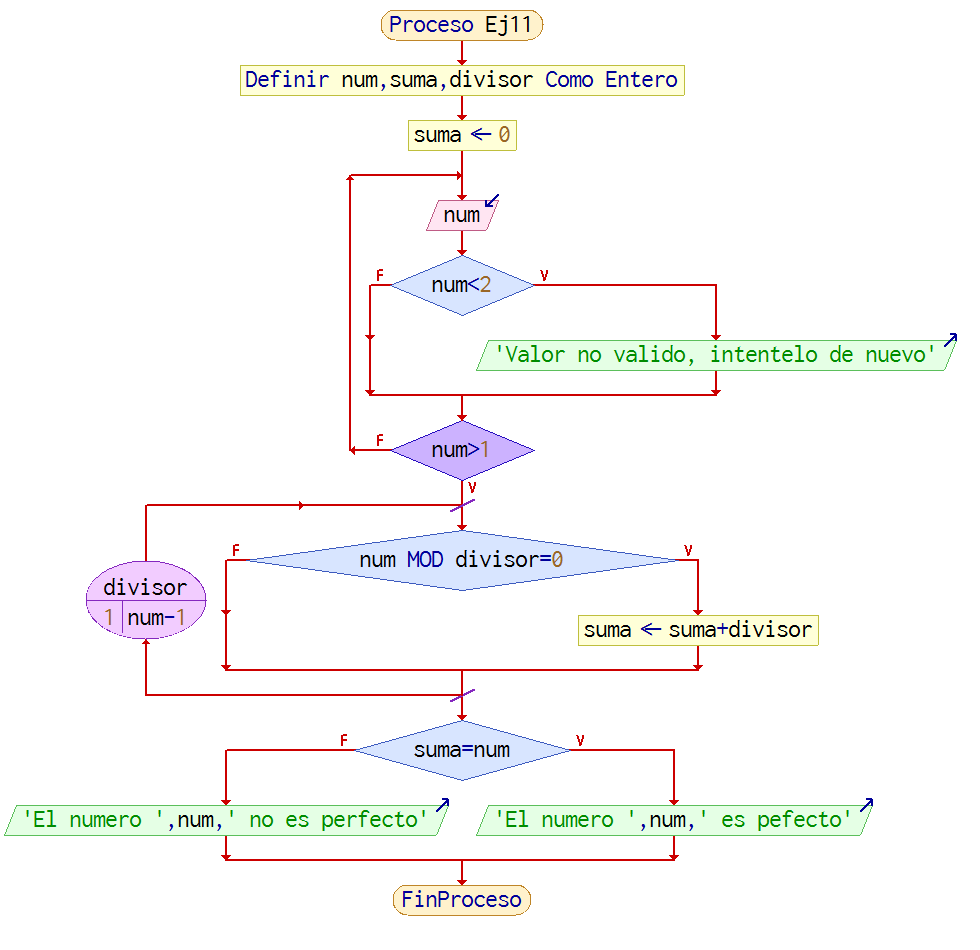 Proceso Ej11
Definir num,suma,divisor Como Entero
suma ← 0
num
F
V
num<2
'Valor no valido, intentelo de nuevo'
F
num>1
V
F
num MOD divisor=0
V
divisor
1 num-1
suma ← suma+divisor
F
suma=num
V
'El numero ',num,' no es perfecto'
'El numero ',num,' es pefecto'
FinProceso